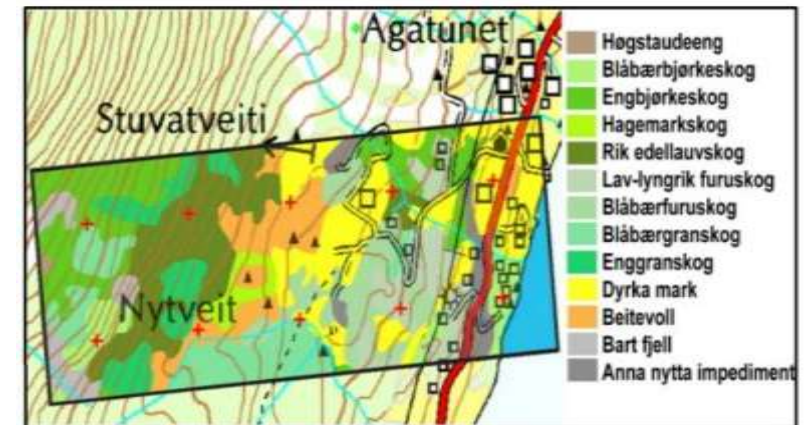 Agatunet
Stuvatveiti
Nytveit
Høgstaudeeng
Blåbærbjørkeskog
Engbjørkeskog
Hagemarkskog
Rik edellauvskog
Lav-lyngrik furuskog
Blåbærfuruskog
Blåbærgranskog
Enggranskog
Dyrka mark
Beitevoll
Bart fjell
Anna nytta impediment